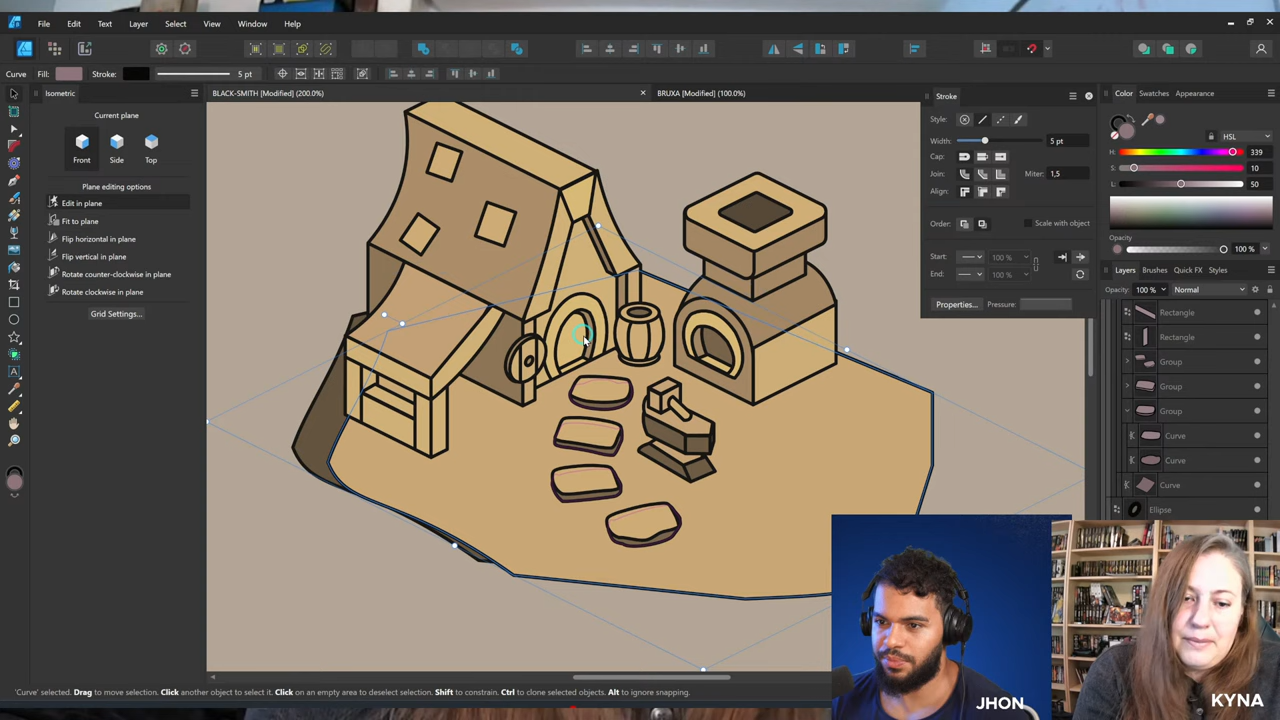 File Edit Text Layer Select View Window Help
Curve Fill: Stroke: 5 pt
Isometric
Current plane
Front Side Top
Plane editing options
Edit in plane
Fit to plane
Flip horizontal in plane
Flip vertical in plane
Rotate counter-clockwise in plane
Rotate clockwise in plane
Grid Settings...
BLACK-SMITH [Modified] (200.0%)
BRUXA [Modified] (100.0%)
Stroke
Style:
Width: 5 pt
Cap:
Join: Miter: 1,5
Align:
Order: Scale with object
Start: 100 %
End: 100 %
Properties... Pressure:
Color Swatches Appearance
HSL
H: 339
S: 10
L: 50
Opacity
100 %
Layers Brushes Quick FX Styles
Opacity: 100 % Normal
Rectangle
Rectangle
Group
Group
Group
Curve
Curve
Curve
Ellipse
'Curve' selected. Drag to move selection. Click another object to select it. Click on an empty area to deselect selection. Shift to constrain. Ctrl to clone selected objects. Alt to ignore snapping.
JHON
KYNA